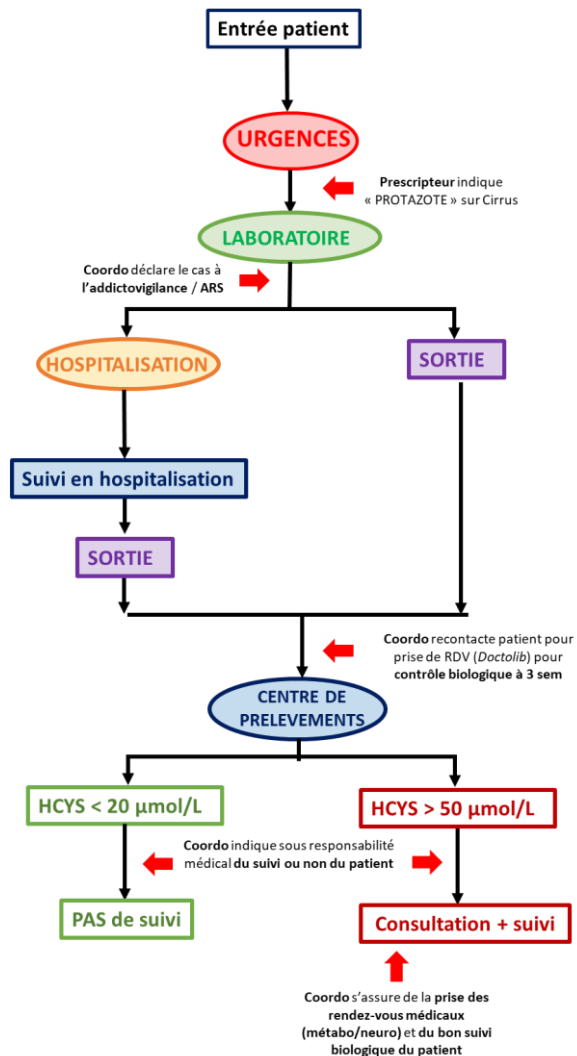 Entrée patient
URGENCES
Prescripteur indique
« PROTAZOTE » sur Cirrus
LABORATOIRE
Coordo déclare le cas à
l'addictovigilance / ARS
HOSPITALISATION
SORTIE
Suivi en hospitalisation
SORTIE
Coordo recontacte patient pour
prise de RDV (Doctolib) pour
contrôle biologique à 3 sem
CENTRE DE
PRELEVEMENTS
HCYS < 20 µmol/L
HCYS > 50 µmol/L
Coordo indique sous responsabilité
médical du suivi ou non du patient
PAS de suivi
Consultation + suivi
Coordo s'assure de la prise des
rendez-vous médicaux
(métabo/neuro) et du bon suivi
biologique du patient